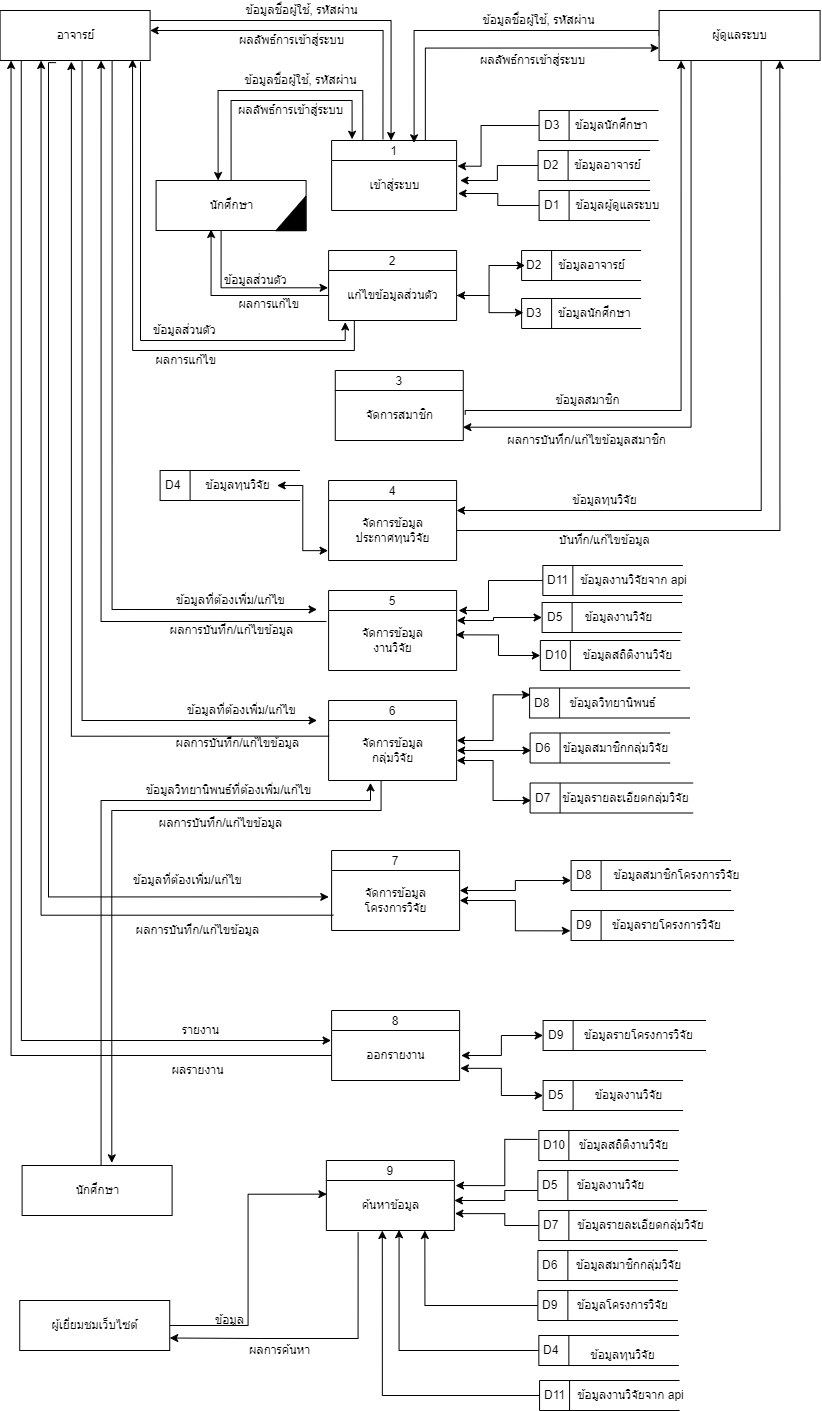 อาจารย์
ข้อมูลชื่อผู้ใช้, รหัสผ่าน
ผลลัพธ์การเข้าสู่ระบบ
ข้อมูลชื่อผู้ใช้, รหัสผ่าน
ผลลัพธ์การเข้าสู่ระบบ
ผู้ดูแลระบบ
ข้อมูลชื่อผู้ใช้, รหัสผ่าน
ผลลัพธ์การเข้าสู่ระบบ
นักศึกษา
1
เข้าสู่ระบบ
D3 ข้อมูลนักศึกษา
D2 ข้อมูลอาจารย์
D1 ข้อมูลผู้ดูแลระบบ
2
แก้ไขข้อมูลส่วนตัว
ข้อมูลส่วนตัว
ผลการแก้ไข
D2 ข้อมูลอาจารย์
D3 ข้อมูลนักศึกษา
ข้อมูลส่วนตัว
ผลการแก้ไข
3
จัดการสมาชิก
ข้อมูลสมาชิก
ผลการบันทึก/แก้ไขข้อมูลสมาชิก
D4 ข้อมูลทุนวิจัย
4
จัดการข้อมูล
ประกาศทุนวิจัย
ข้อมูลทุนวิจัย
บันทึก/แก้ไขข้อมูล
ข้อมูลที่ต้องเพิ่ม/แก้ไข
ผลการบันทึก/แก้ไขข้อมูล
5
จัดการข้อมูล
งานวิจัย
D11 ข้อมูลงานวิจัยจาก api
D5 ข้อมูลงานวิจัย
D10 ข้อมูลสถิติงานวิจัย
ข้อมูลที่ต้องเพิ่ม/แก้ไข
ผลการบันทึก/แก้ไขข้อมูล
6
จัดการข้อมูล
กลุ่มวิจัย
D8 ข้อมูลวิทยานิพนธ์
D6 ข้อมูลสมาชิกกลุ่มวิจัย
D7 ข้อมูลรายละเอียดกลุ่มวิจัย
ข้อมูลวิทยานิพนธ์ที่ต้องเพิ่ม/แก้ไข
ผลการบันทึก/แก้ไขข้อมูล
ข้อมูลที่ต้องเพิ่ม/แก้ไข
ผลการบันทึก/แก้ไขข้อมูล
7
จัดการข้อมูล
โครงการวิจัย
D8 ข้อมูลสมาชิกโครงการวิจัย
D9 ข้อมูลรายโครงการวิจัย
รายงาน
ผลรายงาน
8
ออกรายงาน
D9 ข้อมูลรายโครงการวิจัย
D5 ข้อมูลงานวิจัย
นักศึกษา
9
ค้นหาข้อมูล
D10 ข้อมูลสถิติงานวิจัย
D5 ข้อมูลงานวิจัย
D7 ข้อมูลรายละเอียดกลุ่มวิจัย
D6 ข้อมูลสมาชิกกลุ่มวิจัย
D9 ข้อมูลโครงการวิจัย
D4 ข้อมูลทุนวิจัย
D11 ข้อมูลงานวิจัยจาก api
ผู้เยี่ยมชมเว็บไซต์
ข้อมูล
ผลการค้นหา